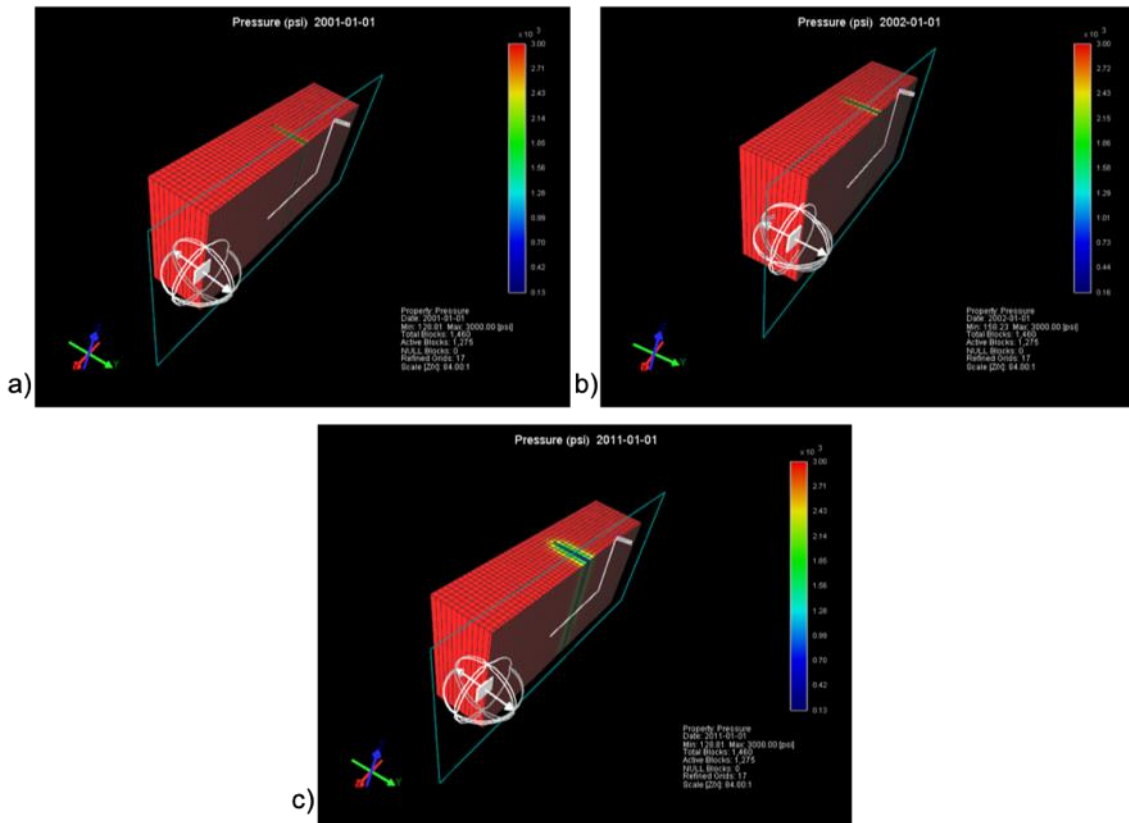 Pressure (psi) 2001-01-01
x 10 3
3.00
2.71
2.43
2.14
1.85
1.56
1.28
0.99
0.70
0.42
0.13
Property: Pressure
Date: 2001-01-01
Min: 128.81 Max: 3000.00 [psi]
Total Blocks: 1,460
Active Blocks: 1,275
NULL Blocks: 0
Refined Grids: 17
Scale [Z/X]: 84.00:1
Y
a)
Pressure (psi) 2002-01-01
x 10 3
3.00
2.72
2.43
2.15
1.86
1.58
1.29
1.01
0.73
0.44
0.16
Property: Pressure
Date: 2002-01-01
Min: 156.23 Max: 3000.00 [psi]
Total Blocks: 1,460
Active Blocks: 1,275
NULL Blocks: 0
Refined Grids: 17
Scale [Z/X]: 84.00:1
Y
b)
Pressure (psi) 2011-01-01
x 10 3
3.00
2.71
2.43
2.14
1.85
1.56
1.28
0.99
0.70
0.42
0.13
Property: Pressure
Date: 2011-01-01
Min: 128.81 Max: 3000.00 [psi]
Total Blocks: 1,460
Active Blocks: 1,275
NULL Blocks: 0
Refined Grids: 17
Scale [Z/X]: 84.00:1
Y
c)